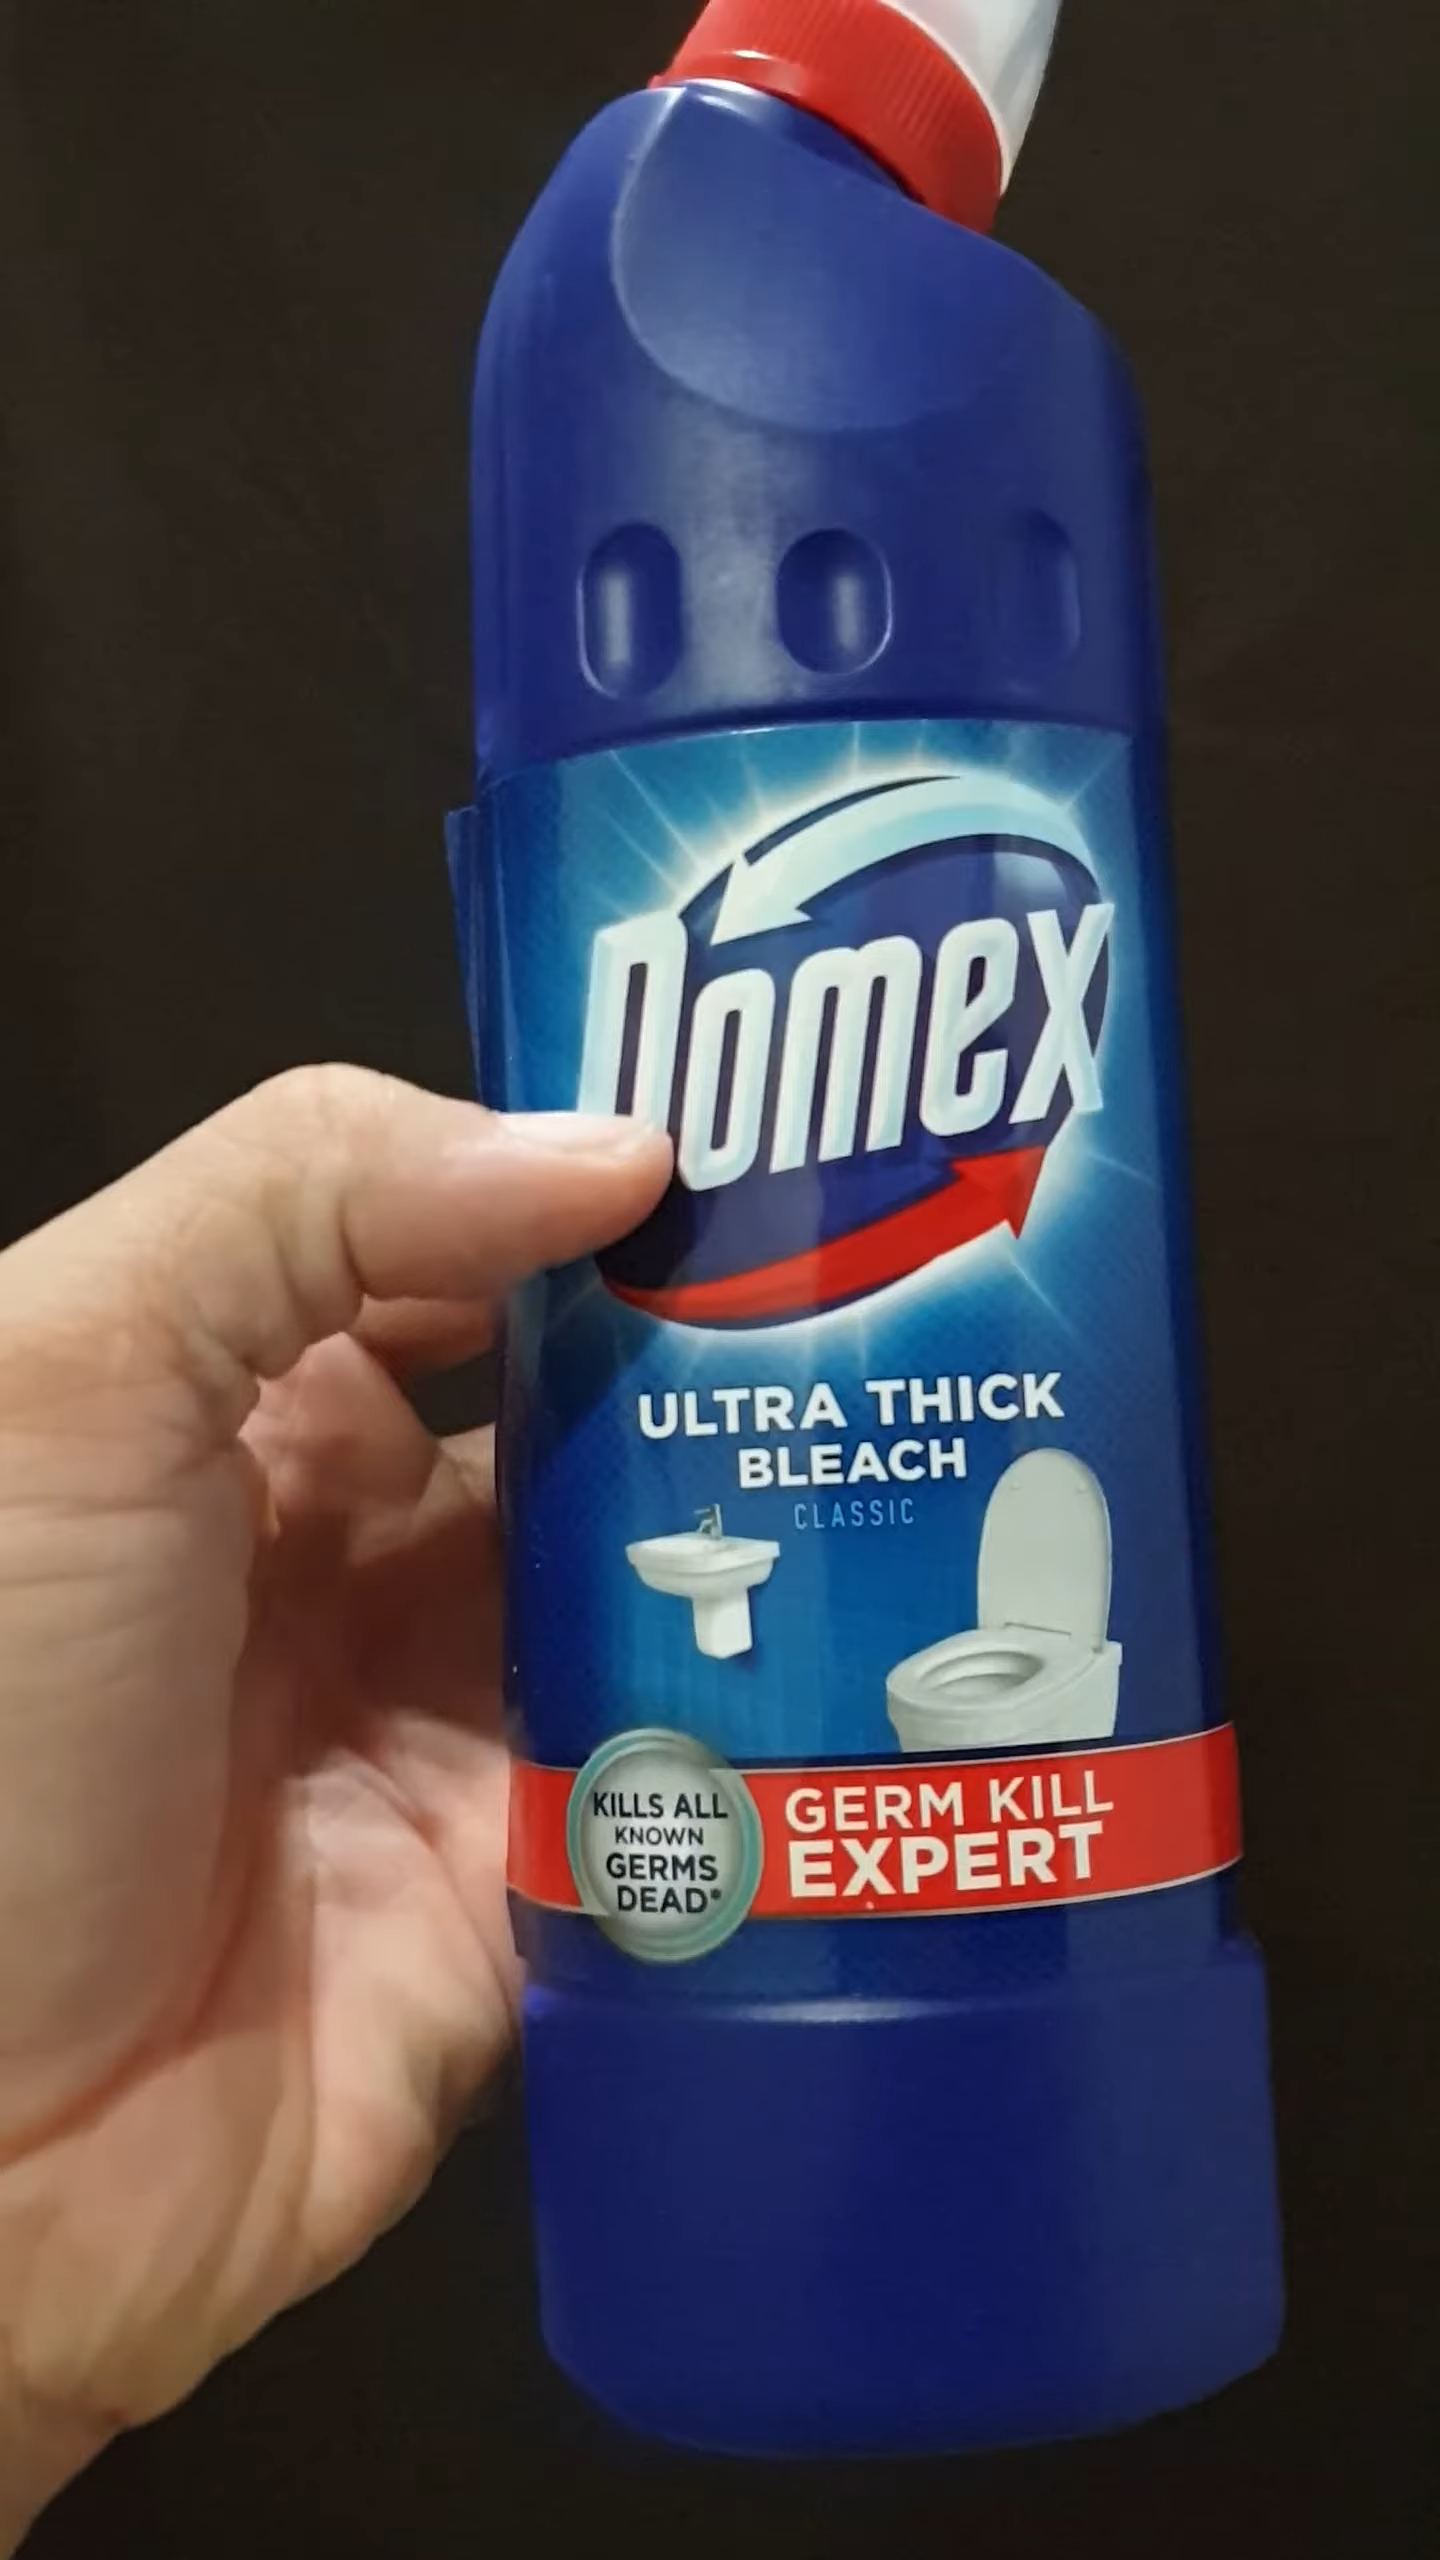 Domex
ULTRA THICK
BLEACH
CLASSIC
KILLS ALL
KNOWN
GERMS
DEAD*
GERM KILL
EXPERT